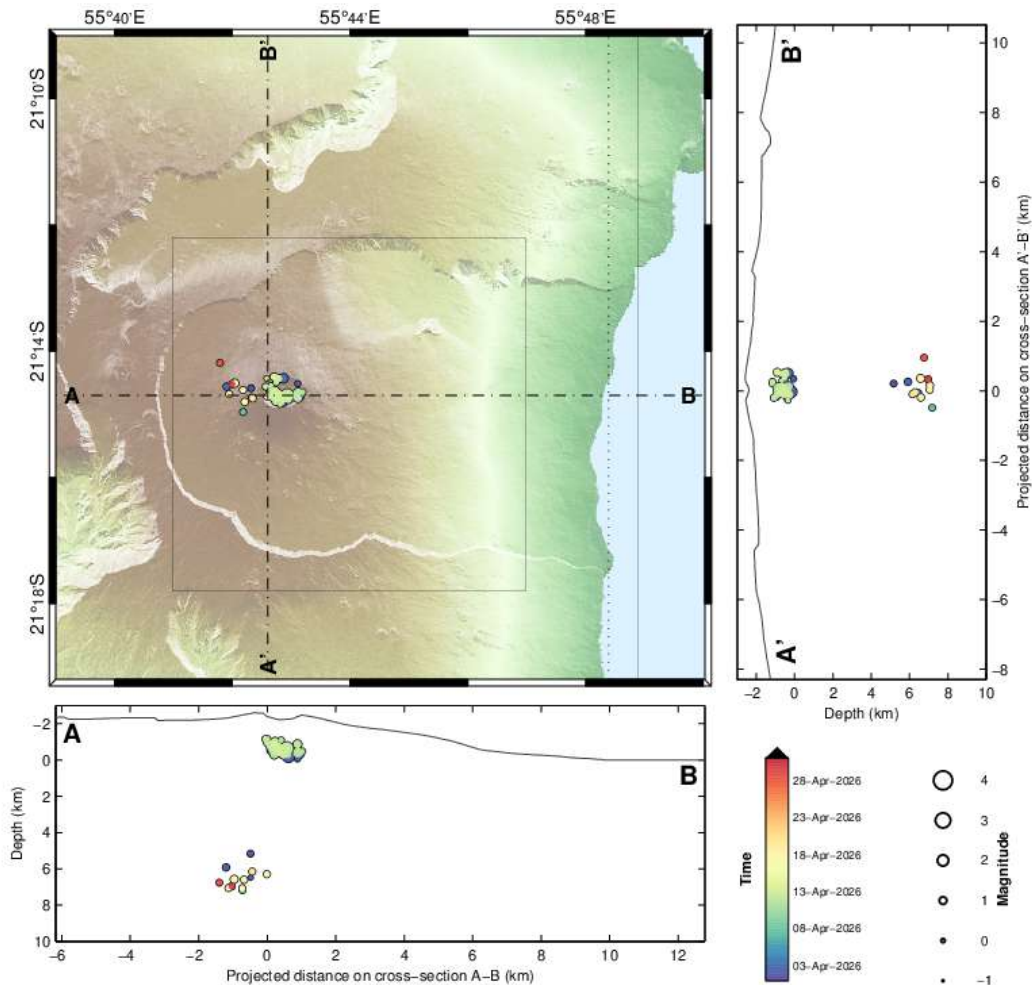 55°40'E 55°44'E 55°48'E
21°10'S
21°14'S
21°18'S
B'
A
B
A'
B'
A'
10
8
6
4
2
0
−2
−4
−6
−8
Projected distance on cross−section A'−B' (km)
−2 0 2 4 6 8 10
Depth (km)
A
B
−2
0
2
4
6
8
10
Depth (km)
−6 −4 −2 0 2 4 6 8 10 12
Projected distance on cross−section A−B (km)
Time
28−Apr−2026
23−Apr−2026
18−Apr−2026
13−Apr−2026
08−Apr−2026
03−Apr−2026
4
3
2
1
0
−1
Magnitude